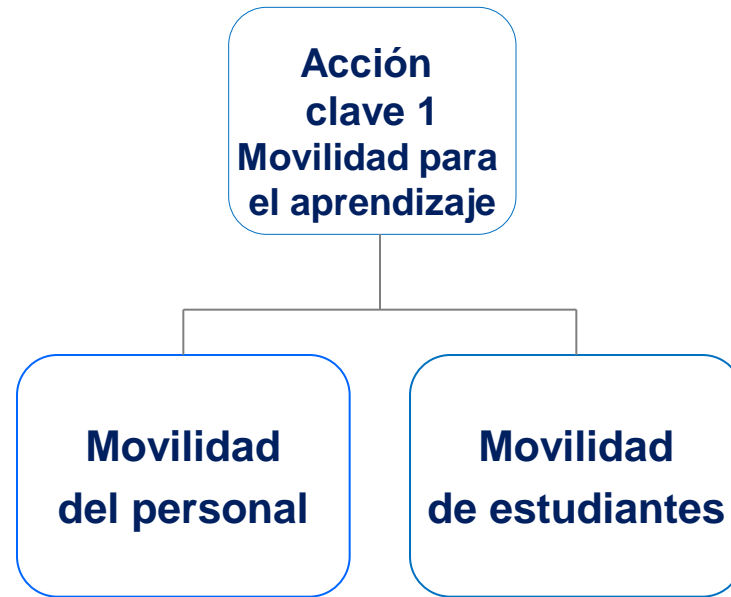 Acción
clave 1
Movilidad para
el aprendizaje
Movilidad
del personal
Movilidad
de estudiantes